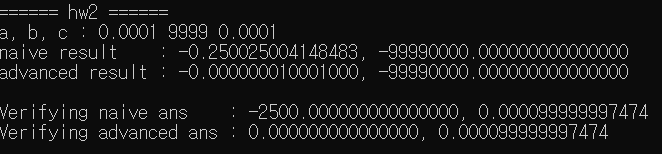 ====== hw2 ======
a, b, c : 0.0001 9999 0.0001
naive result    : -0.250025004148483, -99990000.000000000000000
advanced result : -0.000000010001000, -99990000.000000000000000

Verifying naive ans    : -2500.000000000000000, 0.000099999997474
Verifying advanced ans : 0.000000000000000, 0.000099999997474